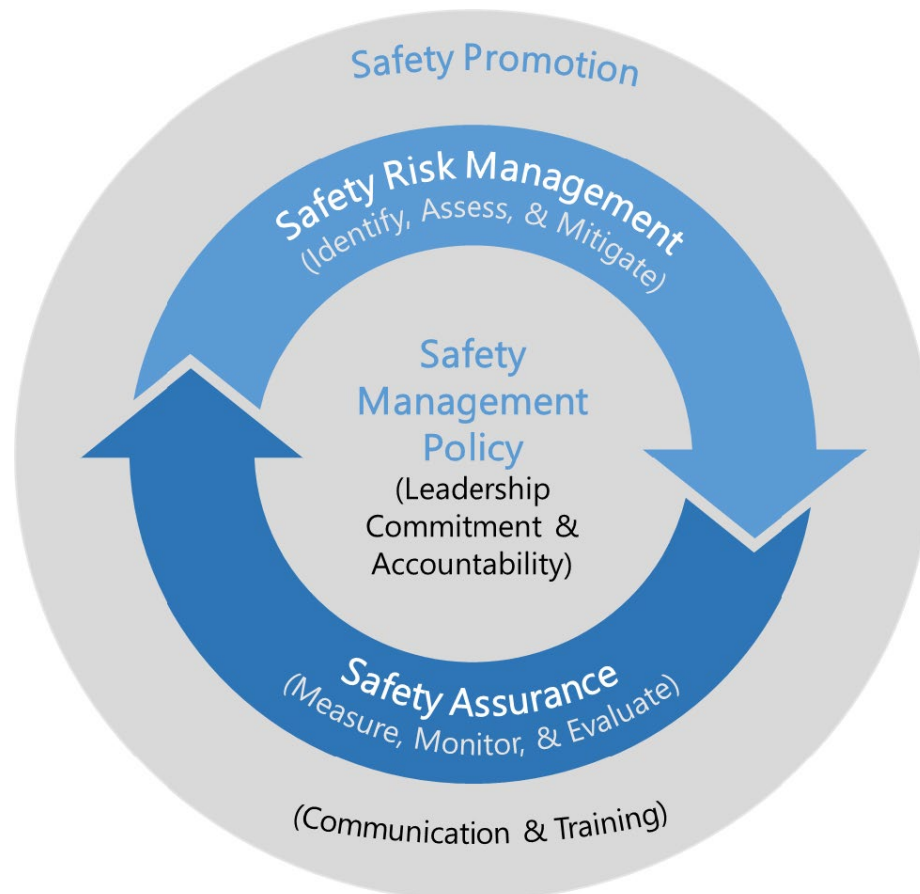 Safety Promotion
Safety Risk Management
(Identify, Assess, & Mitigate)
Safety
Management
Policy
(Leadership
Commitment &
Accountability)
Safety Assurance
(Measure, Monitor, & Evaluate)
(Communication & Training)